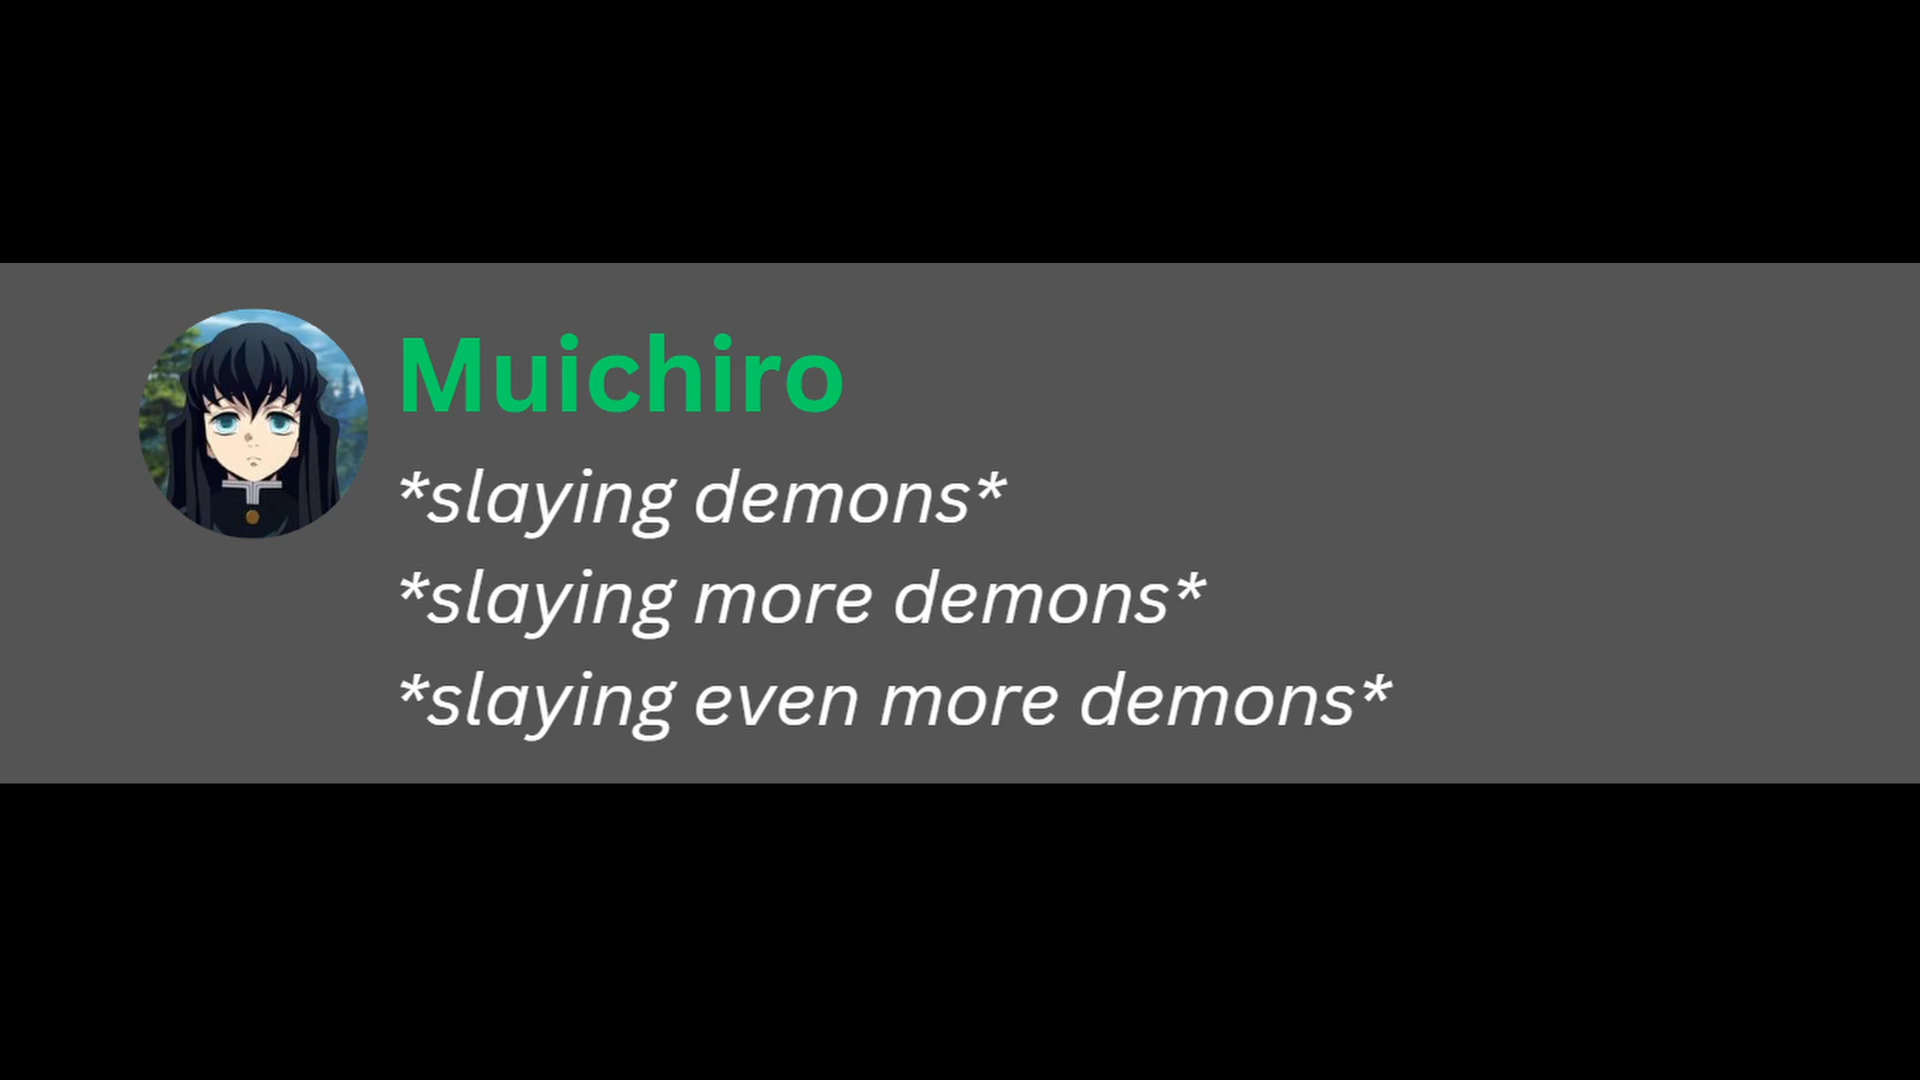 Muichiro
*slaying demons*
*slaying more demons*
*slaying even more demons*